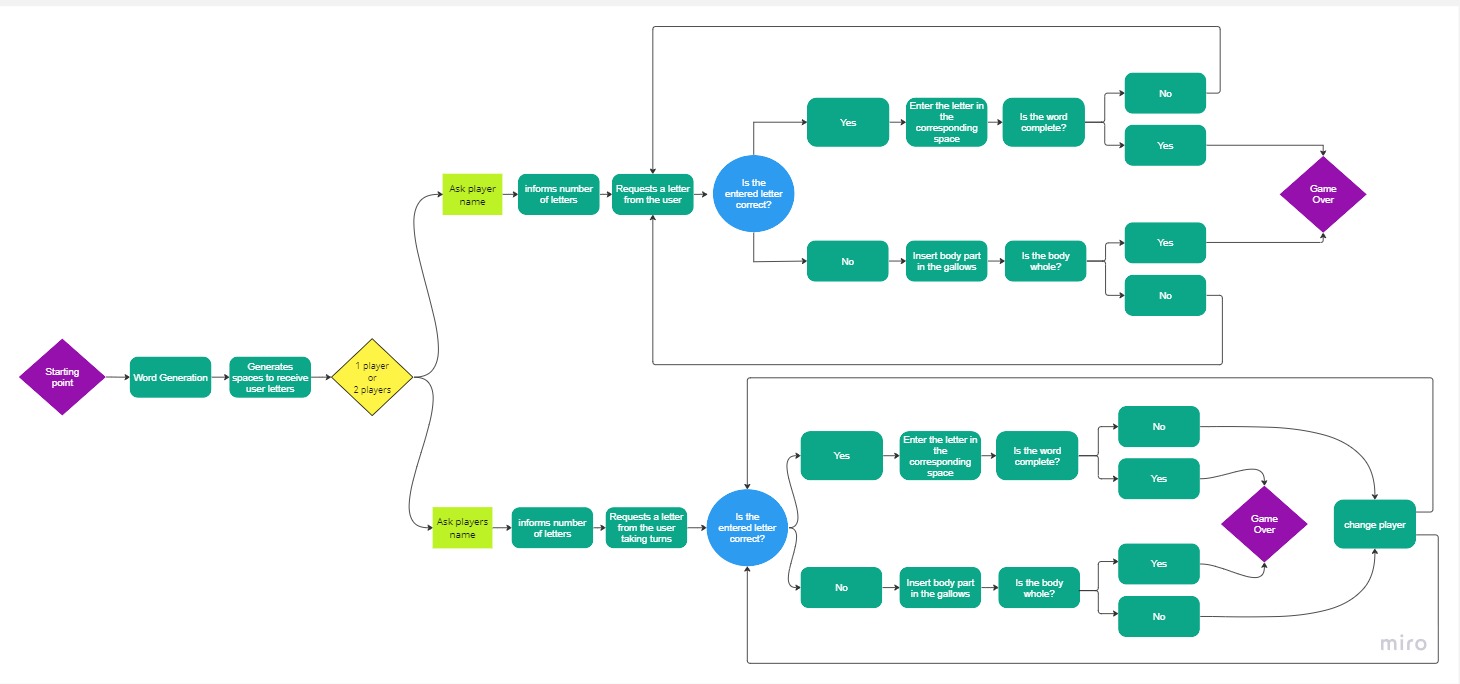 No
Enter the letter in
the
corresponding
space
Yes
Is the word
complete?
Yes
Is the
entered letter
correct?
Ask player
name
informs number
of letters
Requests a letter
from the user
Game
Over
No
Insert body part
in the gallows
Is the body
whole?
Yes
No
Starting
point
Word Generation
Generates
spaces to receive
user letters
1 player
or
2 players
No
Yes
Enter the letter in
the
corresponding
space
Is the word
complete?
Yes
Ask players
name
informs number
of letters
Requests a letter
from the user
taking turns
Is the
entered letter
correct?
Game
Over
change player
No
Insert body part
in the gallows
Is the body
whole?
Yes
No
miro